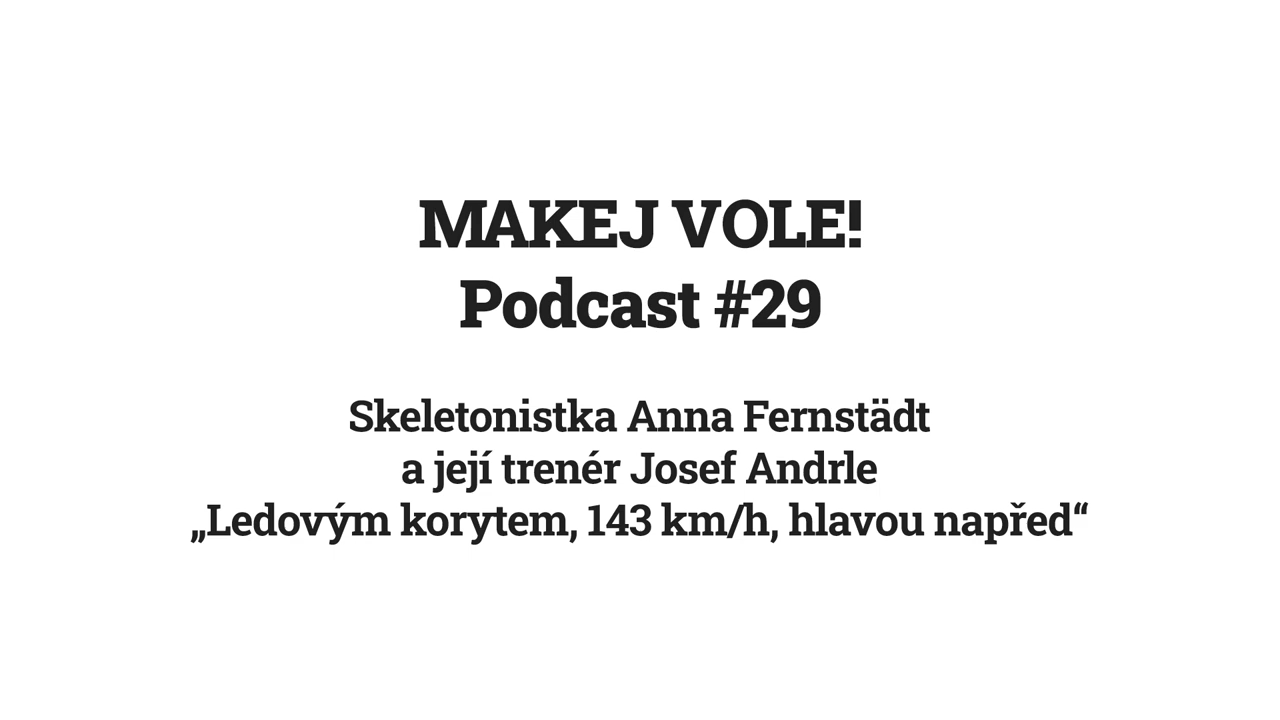 MAKEJ VOLE!
Podcast #29
Skeletonistka Anna Fernstädt
a její trenér Josef Andrle
„Ledovým korytem, 143 km/h, hlavou napřed“